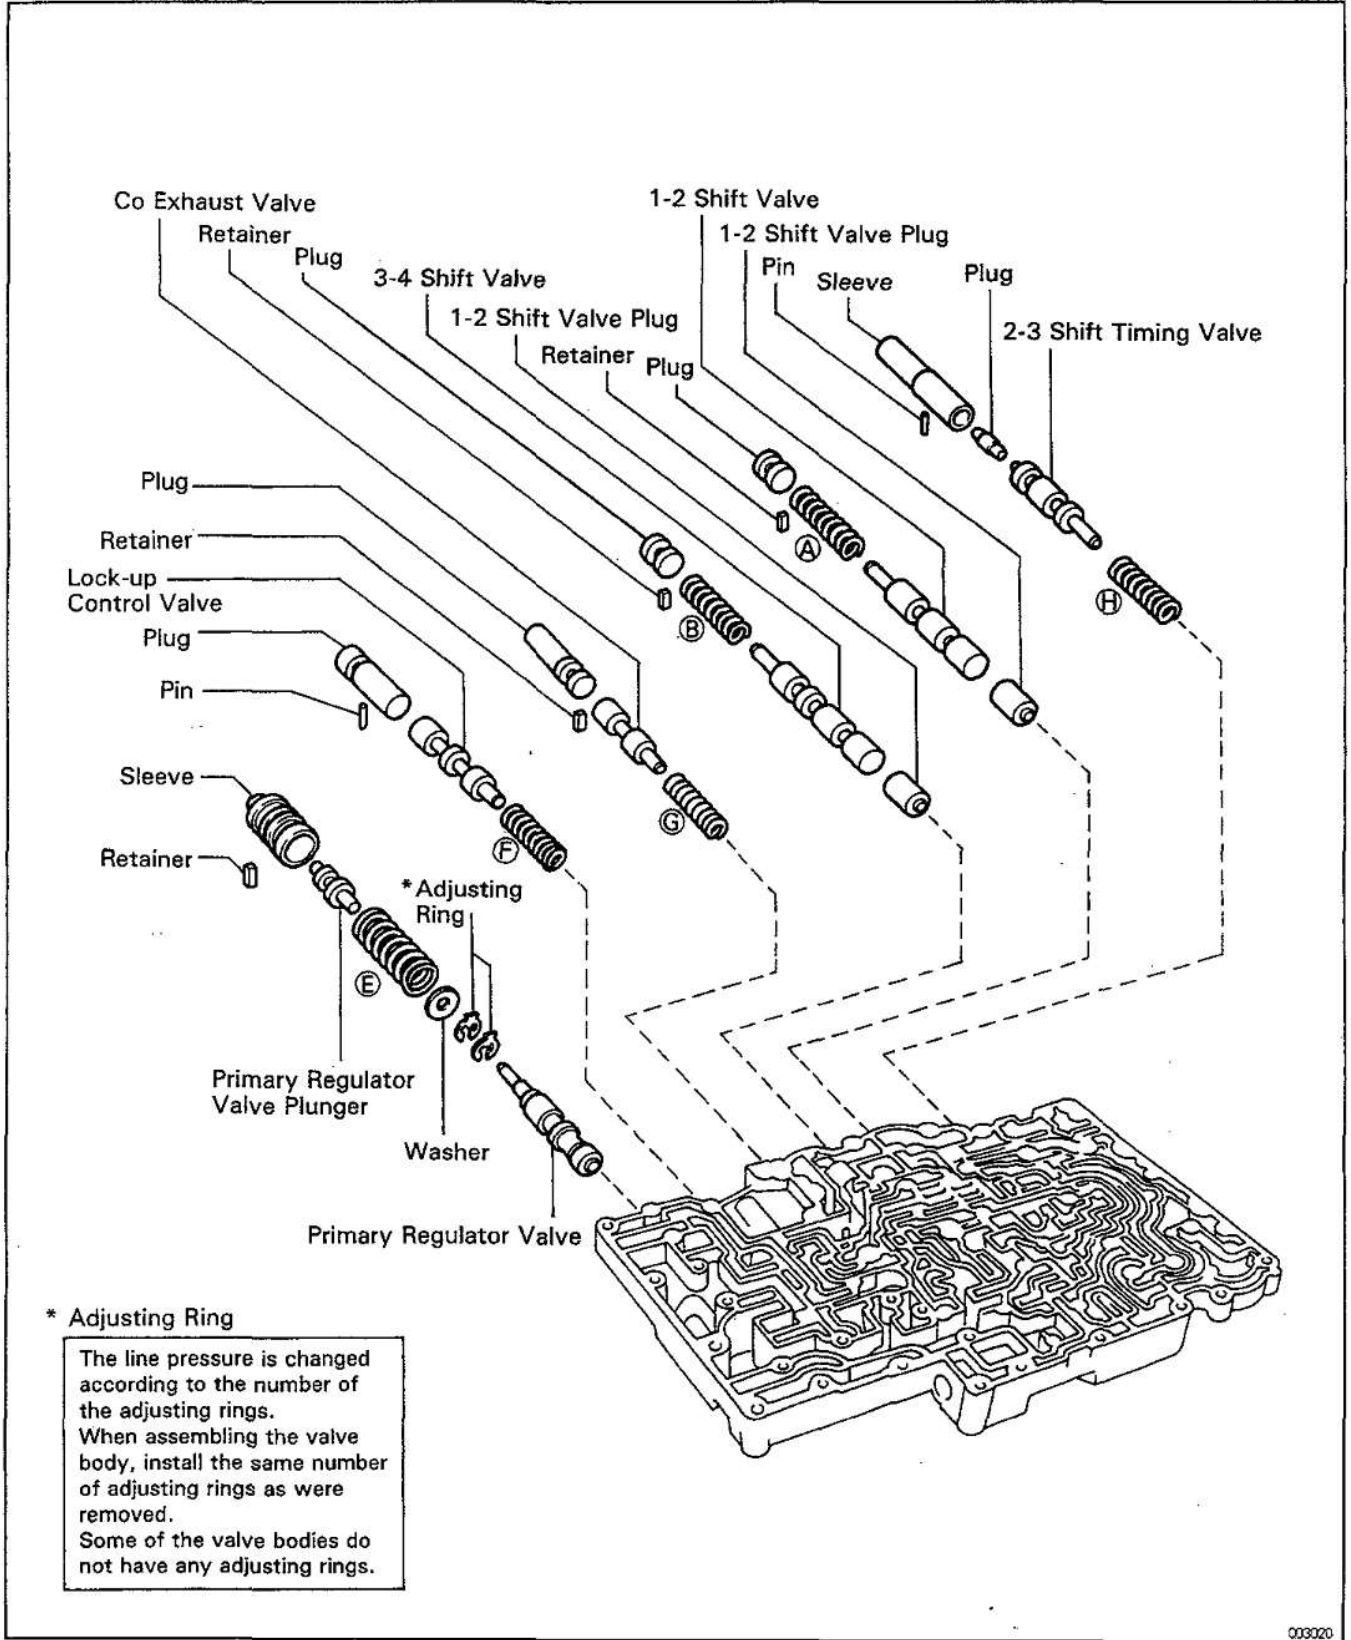 Co Exhaust Valve
Retainer
Plug
3-4 Shift Valve
1-2 Shift Valve Plug
Retainer
Plug
1-2 Shift Valve
1-2 Shift Valve Plug
Pin
Sleeve
Plug
2-3 Shift Timing Valve
Plug
Retainer
Lock-up
Control Valve
Plug
Pin
Sleeve
Retainer
A
B
H
G
F
E
*Adjusting
Ring
Primary Regulator
Valve Plunger
Washer
Primary Regulator Valve
* Adjusting Ring
The line pressure is changed
according to the number of
the adjusting rings.
When assembling the valve
body, install the same number
of adjusting rings as were
removed.
Some of the valve bodies do
not have any adjusting rings.
003020